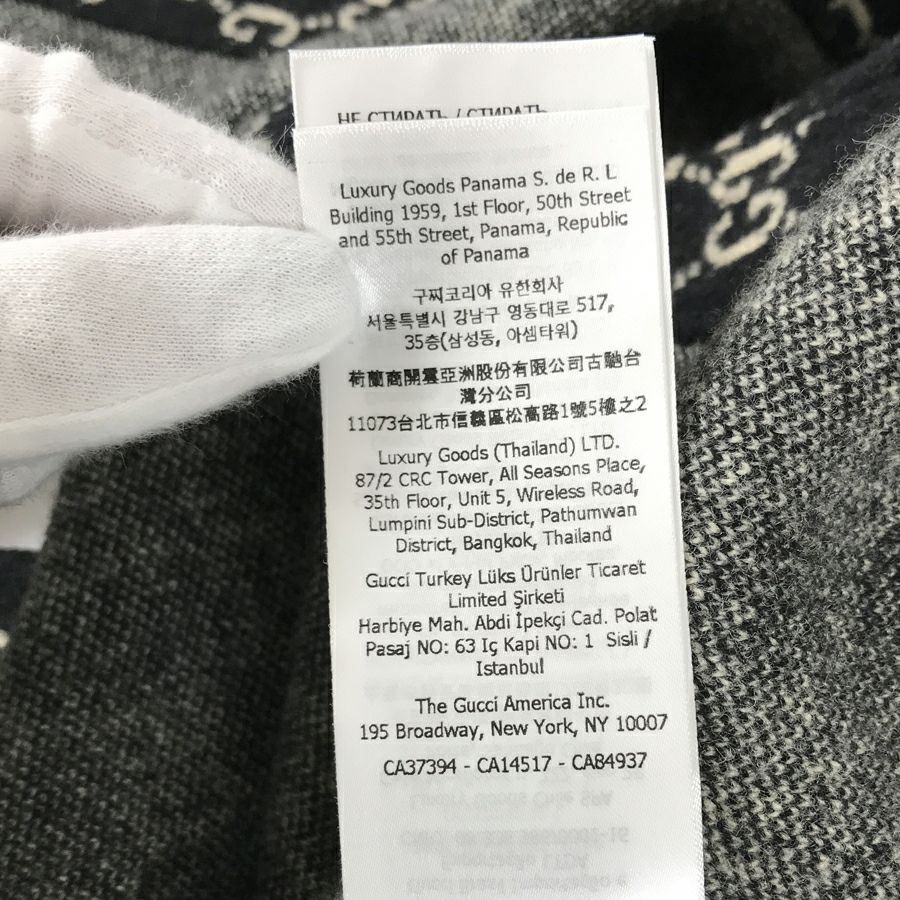 НЕ СТИРАТЬ / СТИРАТЬ
Luxury Goods Panama S. de R. L
Building 1959, 1st Floor, 50th Street
and 55th Street, Panama, Republic
of Panama
구찌코리아 유한회사
서울특별시 강남구 영동대로 517,
35층(삼성동, 아셈타워)
荷蘭商開雲亞洲股份有限公司古馳台
灣分公司
11073台北市信義區松高路1號5樓之2
Luxury Goods (Thailand) LTD.
87/2 CRC Tower, All Seasons Place,
35th Floor, Unit 5, Wireless Road,
Lumpini Sub-District, Pathumwan
District, Bangkok, Thailand
Gucci Turkey Lüks Ürünler Ticaret
Limited Şirketi
Harbiye Mah. Abdi İpekçi Cad. Polat
Pasaj NO: 63 Iç Kapi NO: 1 Sisli /
Istanbul
The Gucci America Inc.
195 Broadway, New York, NY 10007
CA37394 - CA14517 - CA84937